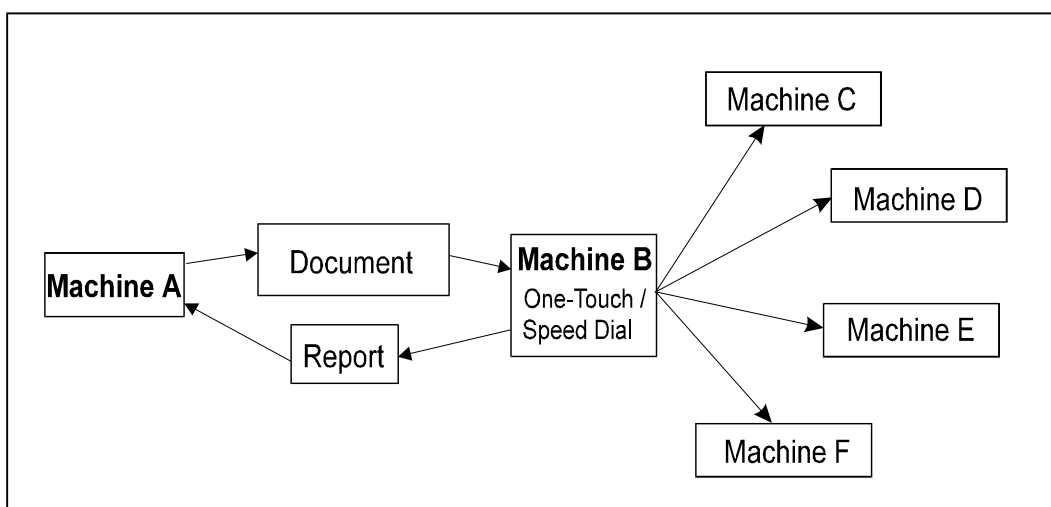 Machine C
Machine D
Document
Machine B
Machine A
One-Touch /
Speed Dial
Machine E
Report
Machine F